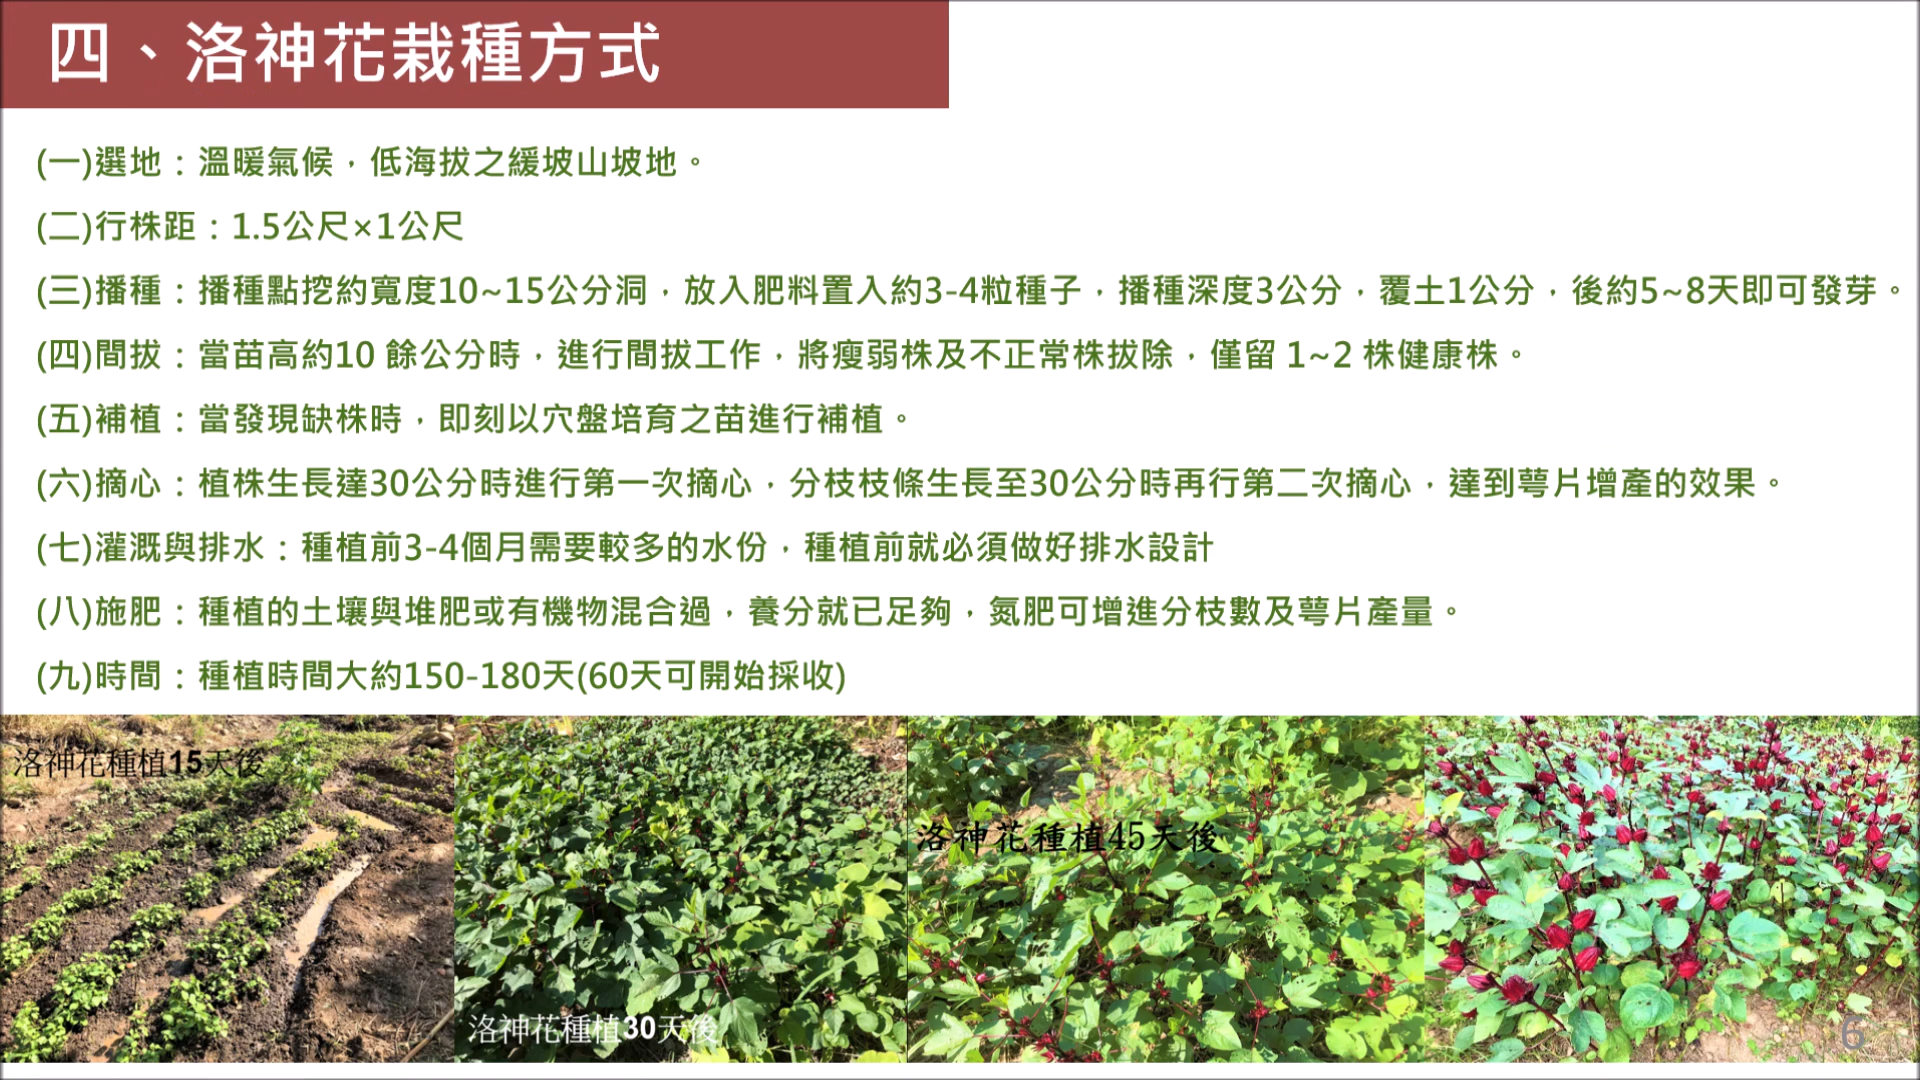 四、洛神花栽種方式
(一)選地：溫暖氣候，低海拔之緩坡山坡地。
(二)行株距：1.5公尺×1公尺
(三)播種：播種點挖約寬度10~15公分洞，放入肥料置入約3-4粒種子，播種深度3公分，覆土1公分，後約5~8天即可發芽。
(四)間拔：當苗高約10 餘公分時，進行間拔工作，將瘦弱株及不正常株拔除，僅留 1~2 株健康株。
(五)補植：當發現缺株時，即刻以穴盤培育之苗進行補植。
(六)摘心：植株生長達30公分時進行第一次摘心，分枝枝條生長至30公分時再行第二次摘心，達到萼片增產的效果。
(七)灌溉與排水：種植前3-4個月需要較多的水份，種植前就必須做好排水設計
(八)施肥：種植的土壤與堆肥或有機物混合過，養分就已足夠，氮肥可增進分枝數及萼片產量。
(九)時間：種植時間大約150-180天(60天可開始採收)
洛神花種植15天後
洛神花種植30天後
洛神花種植45天後
6